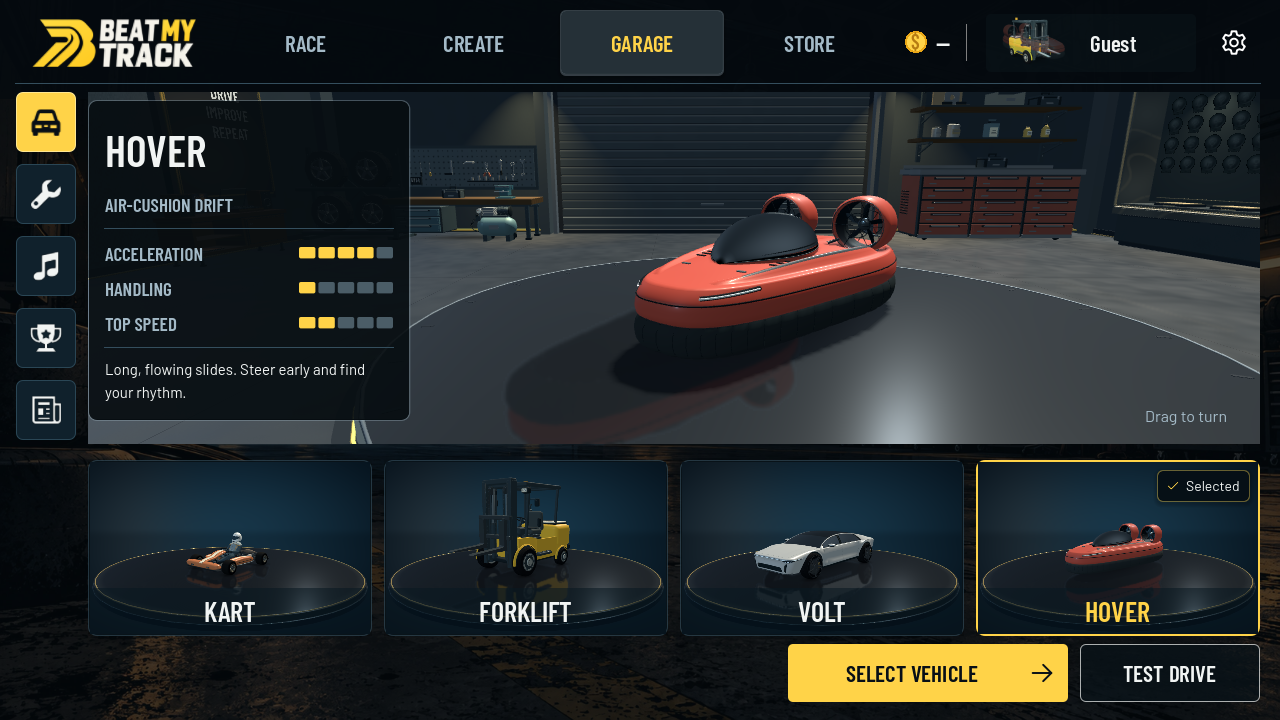 BEATMY
TRACK
RACE
CREATE
GARAGE
STORE
–
Guest
DRIVE
IMPROVE
REPEAT
HOVER
AIR-CUSHION DRIFT
ACCELERATION
HANDLING
TOP SPEED
Long, flowing slides. Steer early and find
your rhythm.
Drag to turn
Selected
KART
FORKLIFT
VOLT
HOVER
SELECT VEHICLE
TEST DRIVE